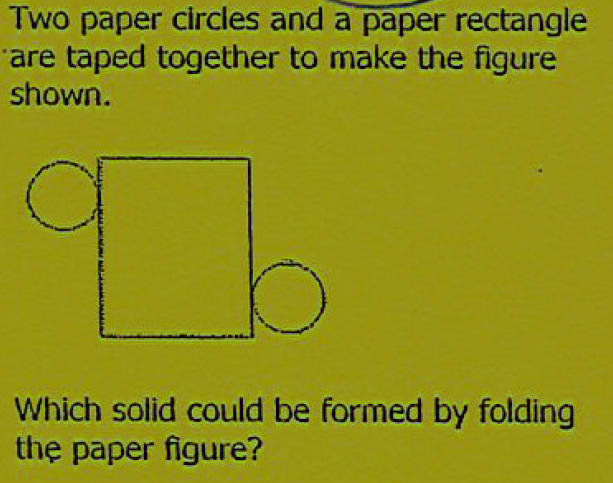 Two paper circles and a paper rectangle
are taped together to make the figure
shown.
Which solid could be formed by folding
the paper figure?